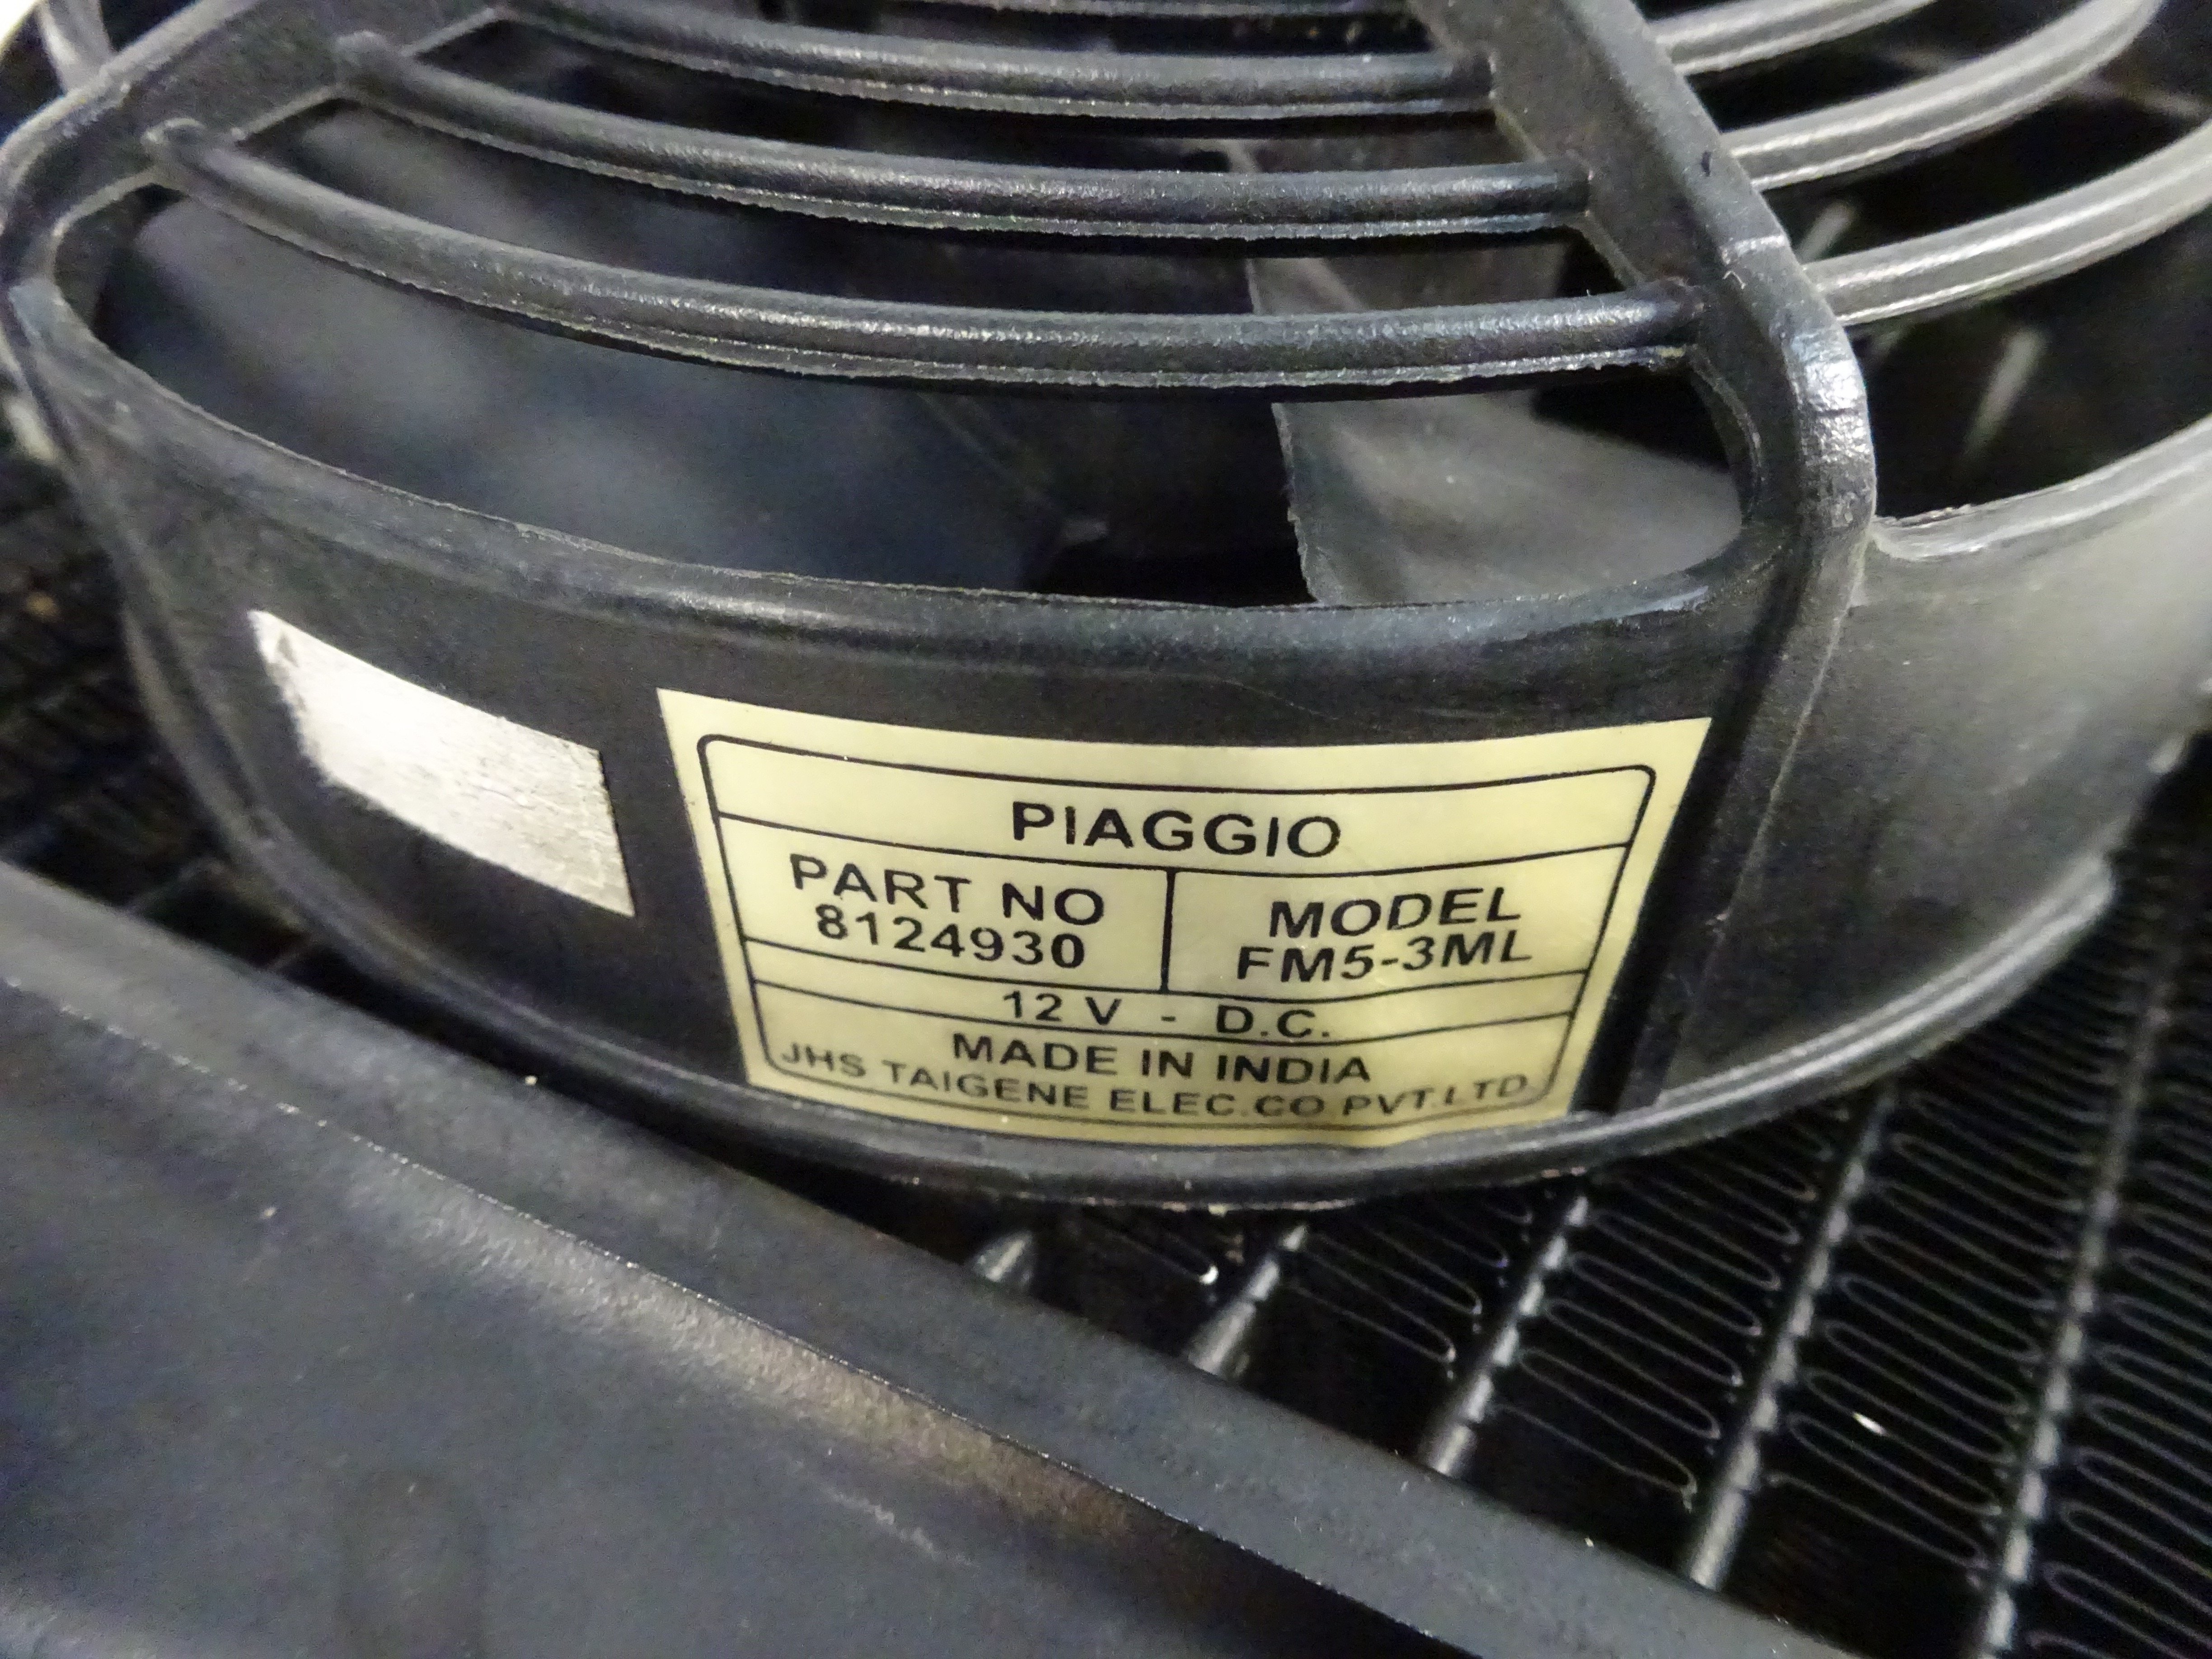 PIAGGIO
PART NO
8124930
MODEL
FM5-3ML
12 V - D.C.
MADE IN INDIA
JHS TAIGENE ELEC.CO PVT.LTD.